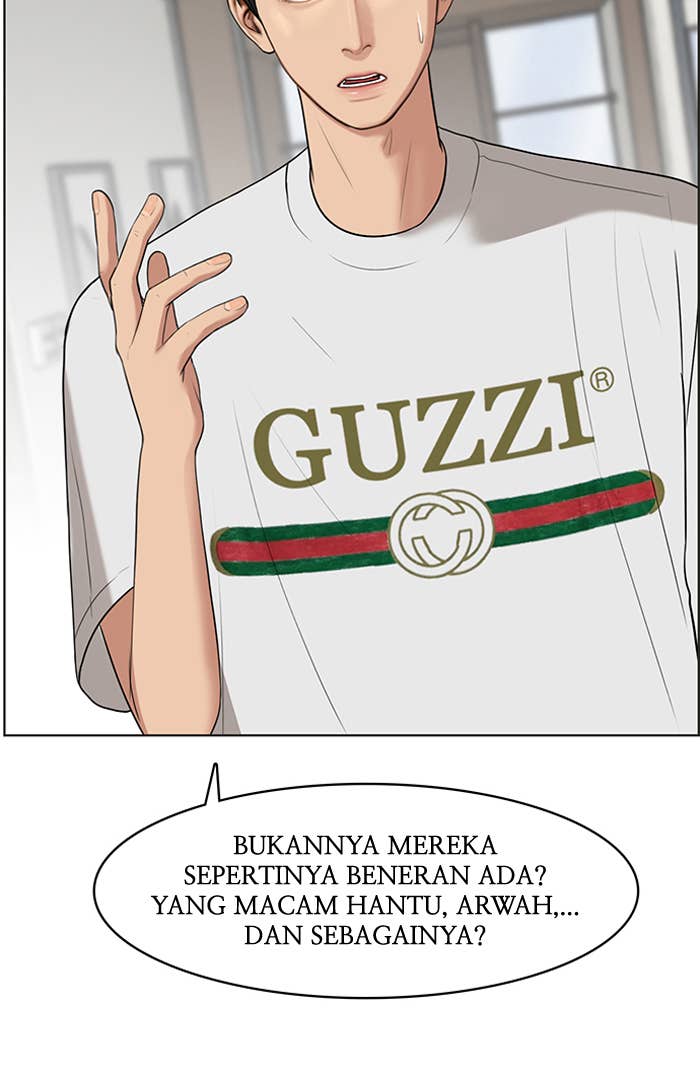 GUZZI®
BUKANNYA MEREKA
SEPERTINYA BENERAN ADA?
YANG MACAM HANTU, ARWAH,...
DAN SEBAGAINYA?